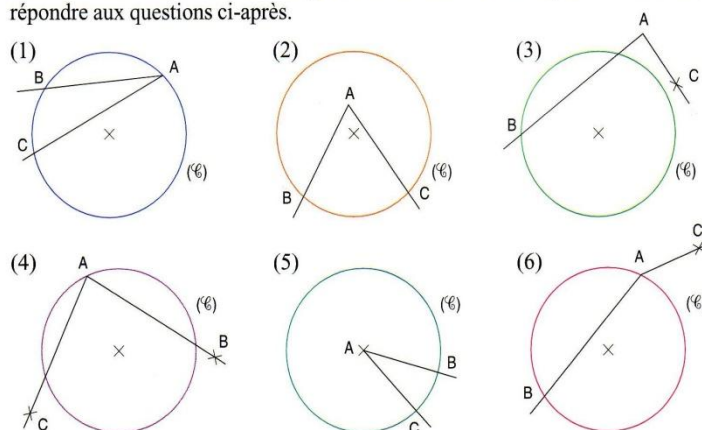 répondre aux questions ci-après.
(1) (2) (3)
A B C (𝒞)
A B C (𝒞)
A B C (𝒞)
(4) (5) (6)
A B C (𝒞)
A B C (𝒞)
A B C (𝒞